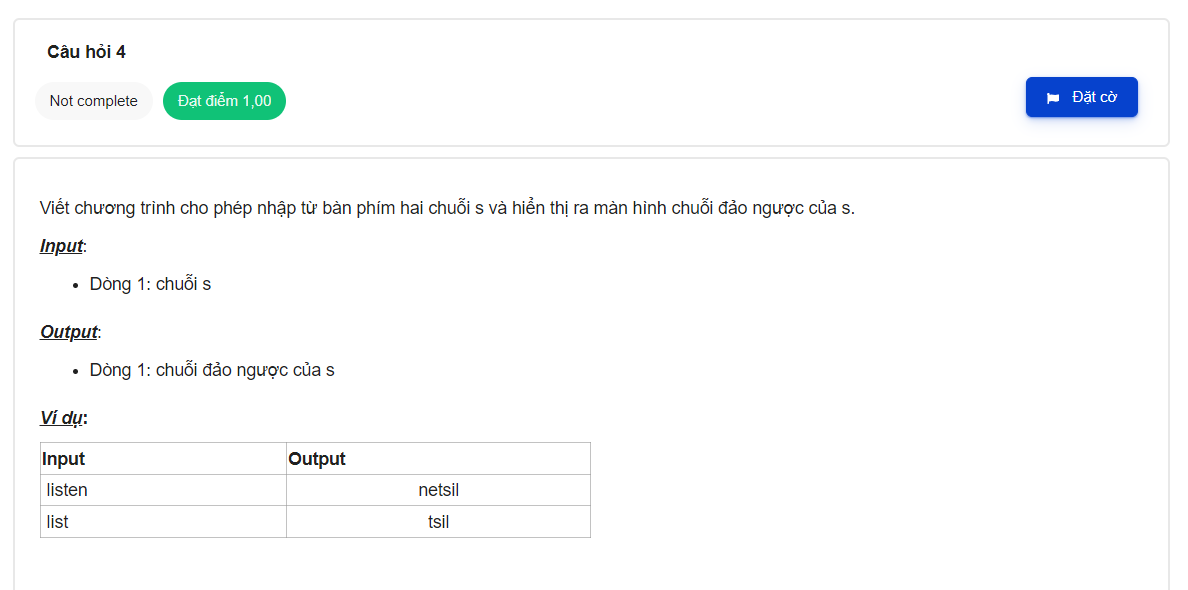 Câu hỏi 4
Not complete
Đạt điểm 1,00
Đặt cờ
Viết chương trình cho phép nhập từ bàn phím hai chuỗi s và hiển thị ra màn hình chuỗi đảo ngược của s.
Input:
• Dòng 1: chuỗi s
Output:
• Dòng 1: chuỗi đảo ngược của s
Ví dụ:
Input Output
listen netsil
list tsil